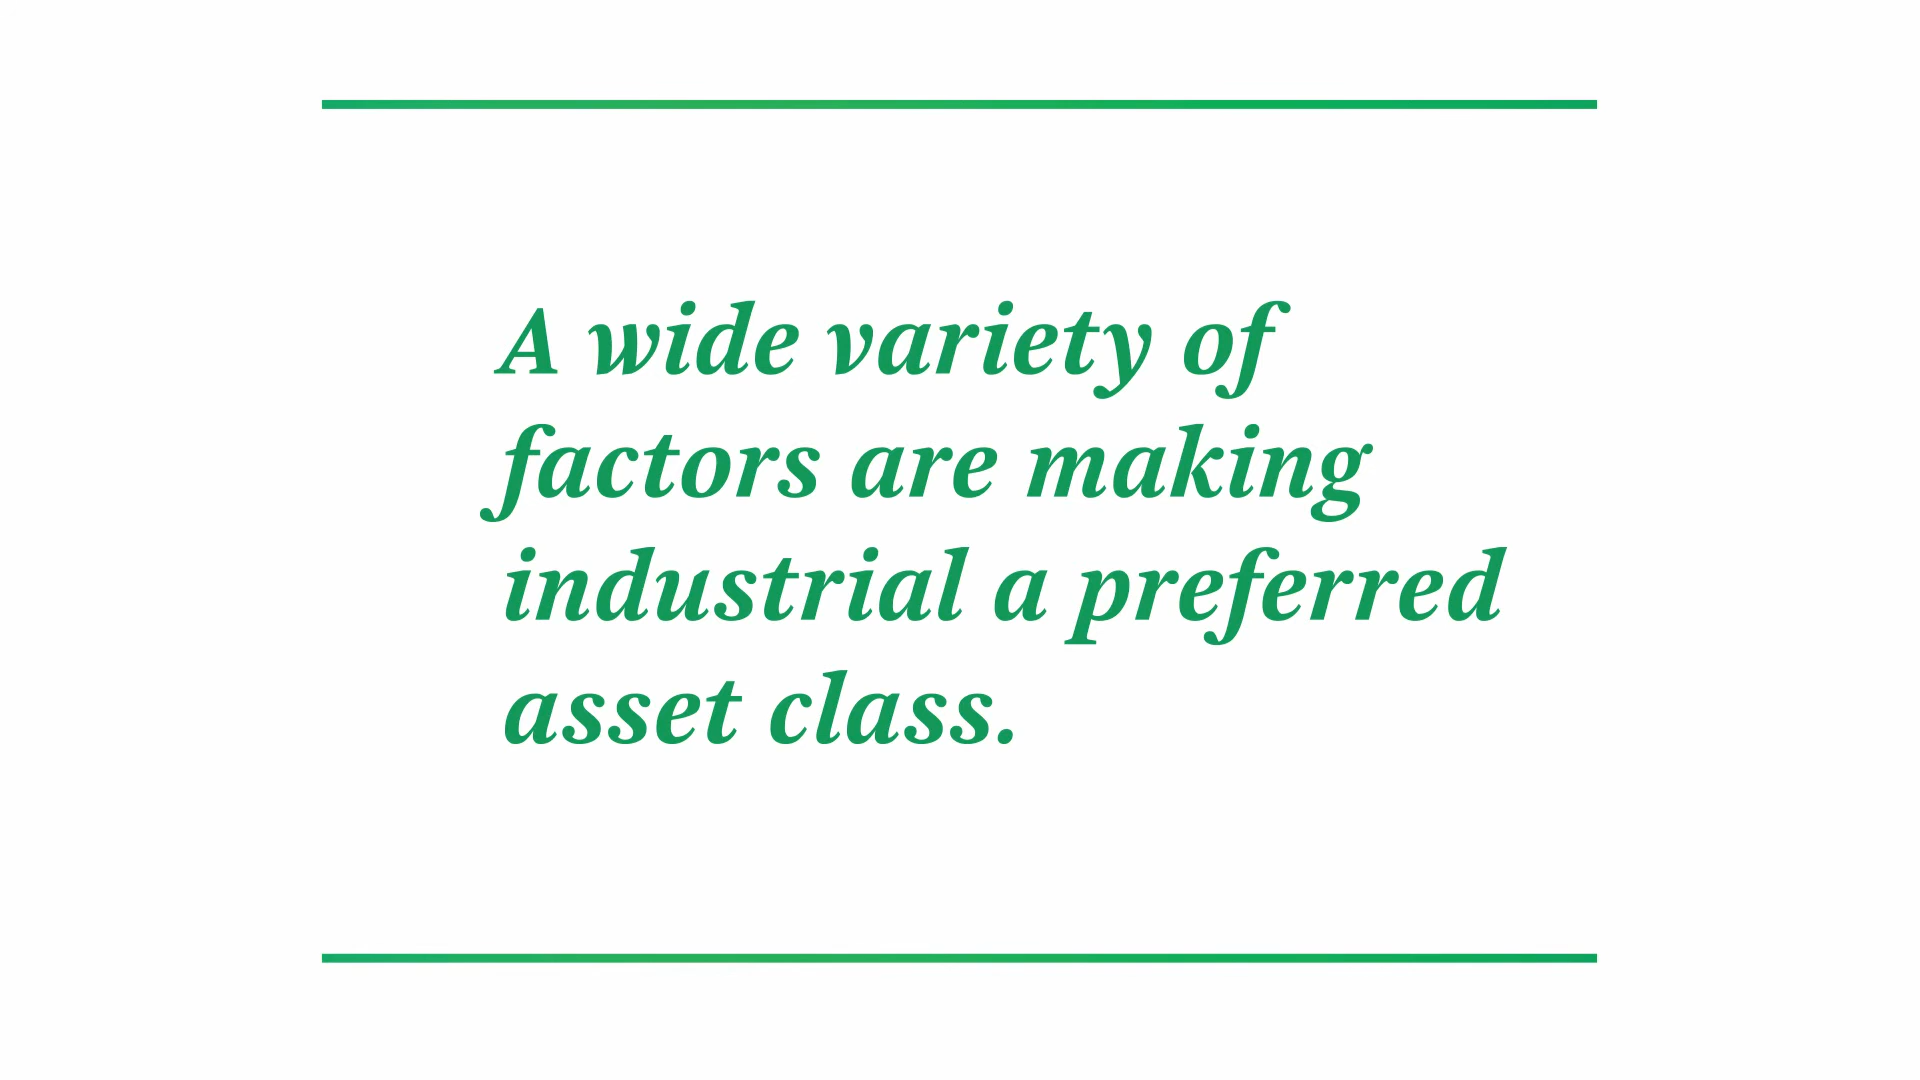 A wide variety of
factors are making
industrial a preferred
asset class.